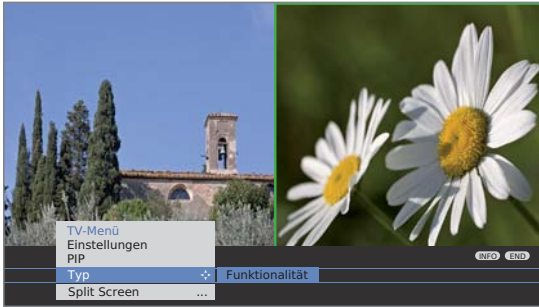 TV-Menü
Einstellungen
PIP
INFO END
Typ Funktionalität
Split Screen ...